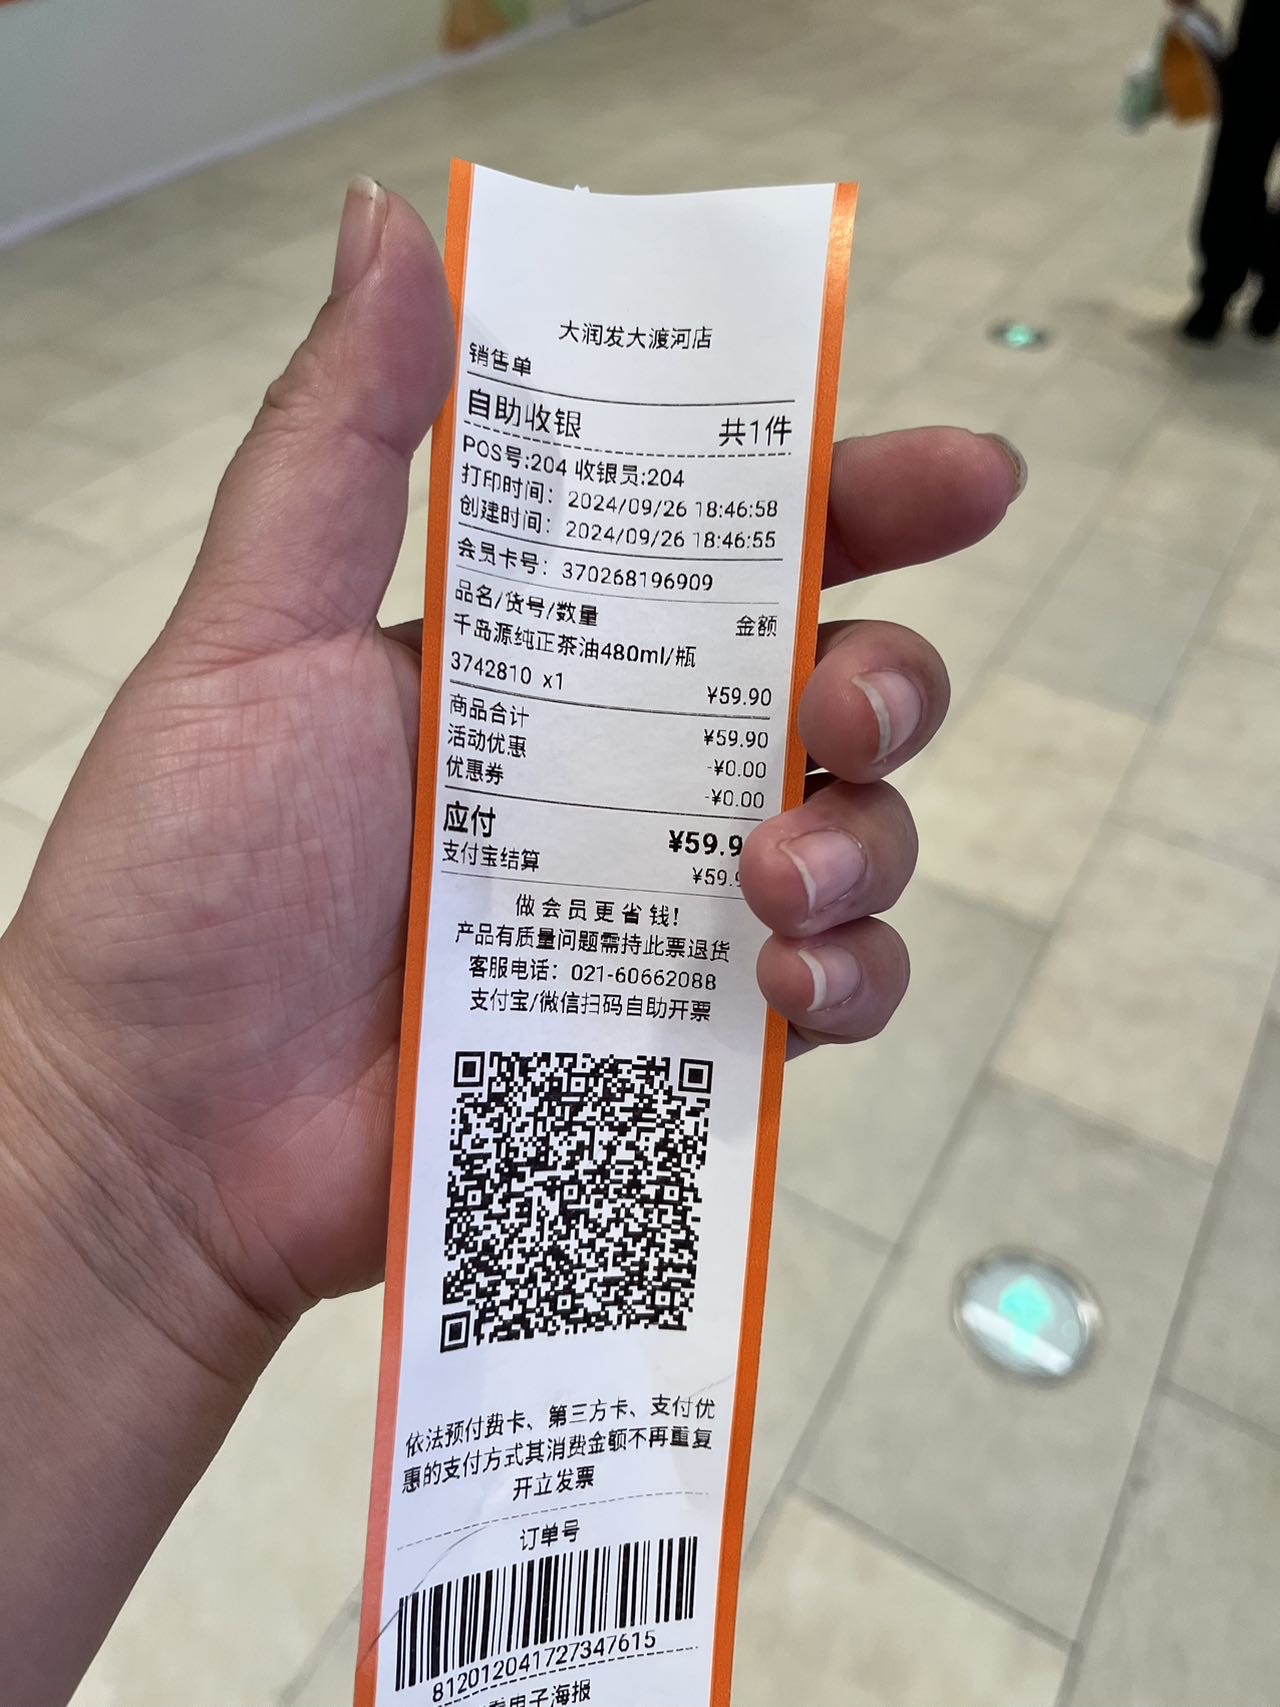 大润发大渡河店
销售单
自助收银 共1件
POS号:204 收银员:204
打印时间: 2024/09/26 18:46:58
创建时间: 2024/09/26 18:46:55
会员卡号: 370268196909
品名/货号/数量 金额
千岛源纯正茶油480ml/瓶
3742810 x1 ¥59.90
商品合计 ¥59.90
活动优惠 -¥0.00
优惠券 -¥0.00
应付 ¥59.9
支付宝结算 ¥59.9
做会员更省钱!
产品有质量问题需持此票退货
客服电话: 021-60662088
支付宝/微信扫码自助开票
依法预付费卡、第三方卡、支付优
惠的支付方式其消费金额不再重复
开立发票
订单号
812012041727347615
电子海报